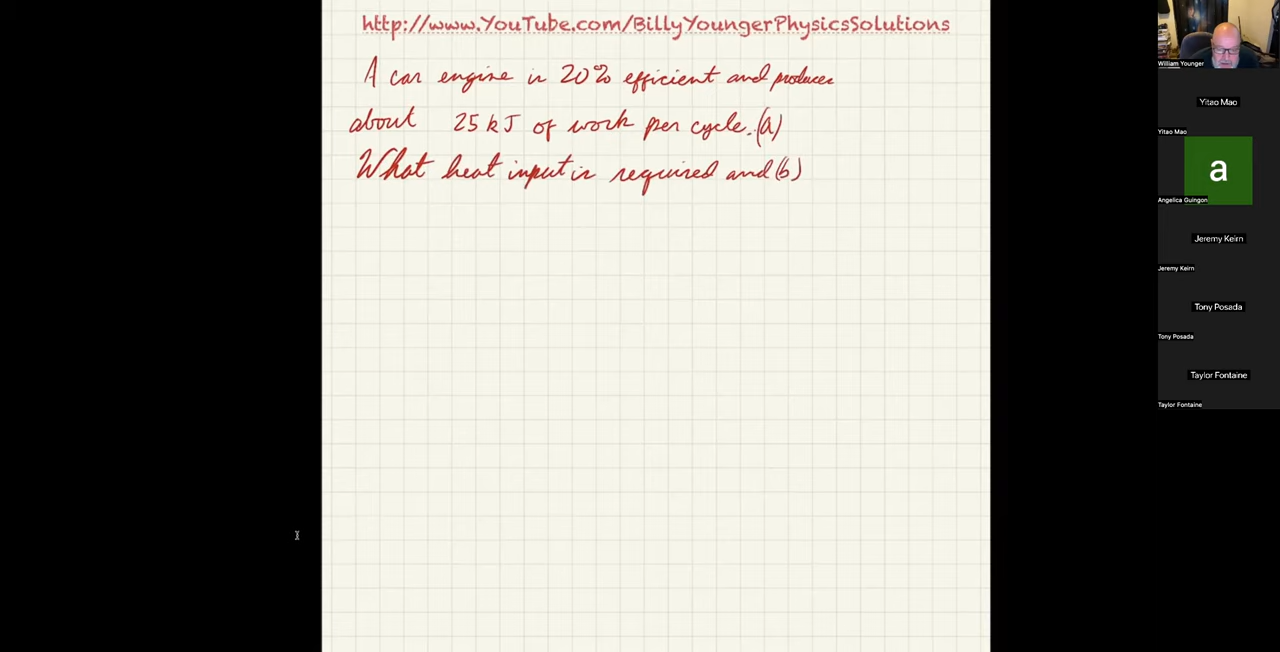 http://www.YouTube.com/BillyYoungerPhysicsSolutions
A car engine is 20% efficient and produces
about 25 kJ of work per cycle. (a)
What heat input is required and (b)
William Younger
Yitao Mao
Yitao Mao
a
Angelica Guingon
Jeremy Keirn
Jeremy Keirn
Tony Posada
Tony Posada
Taylor Fontaine
Taylor Fontaine